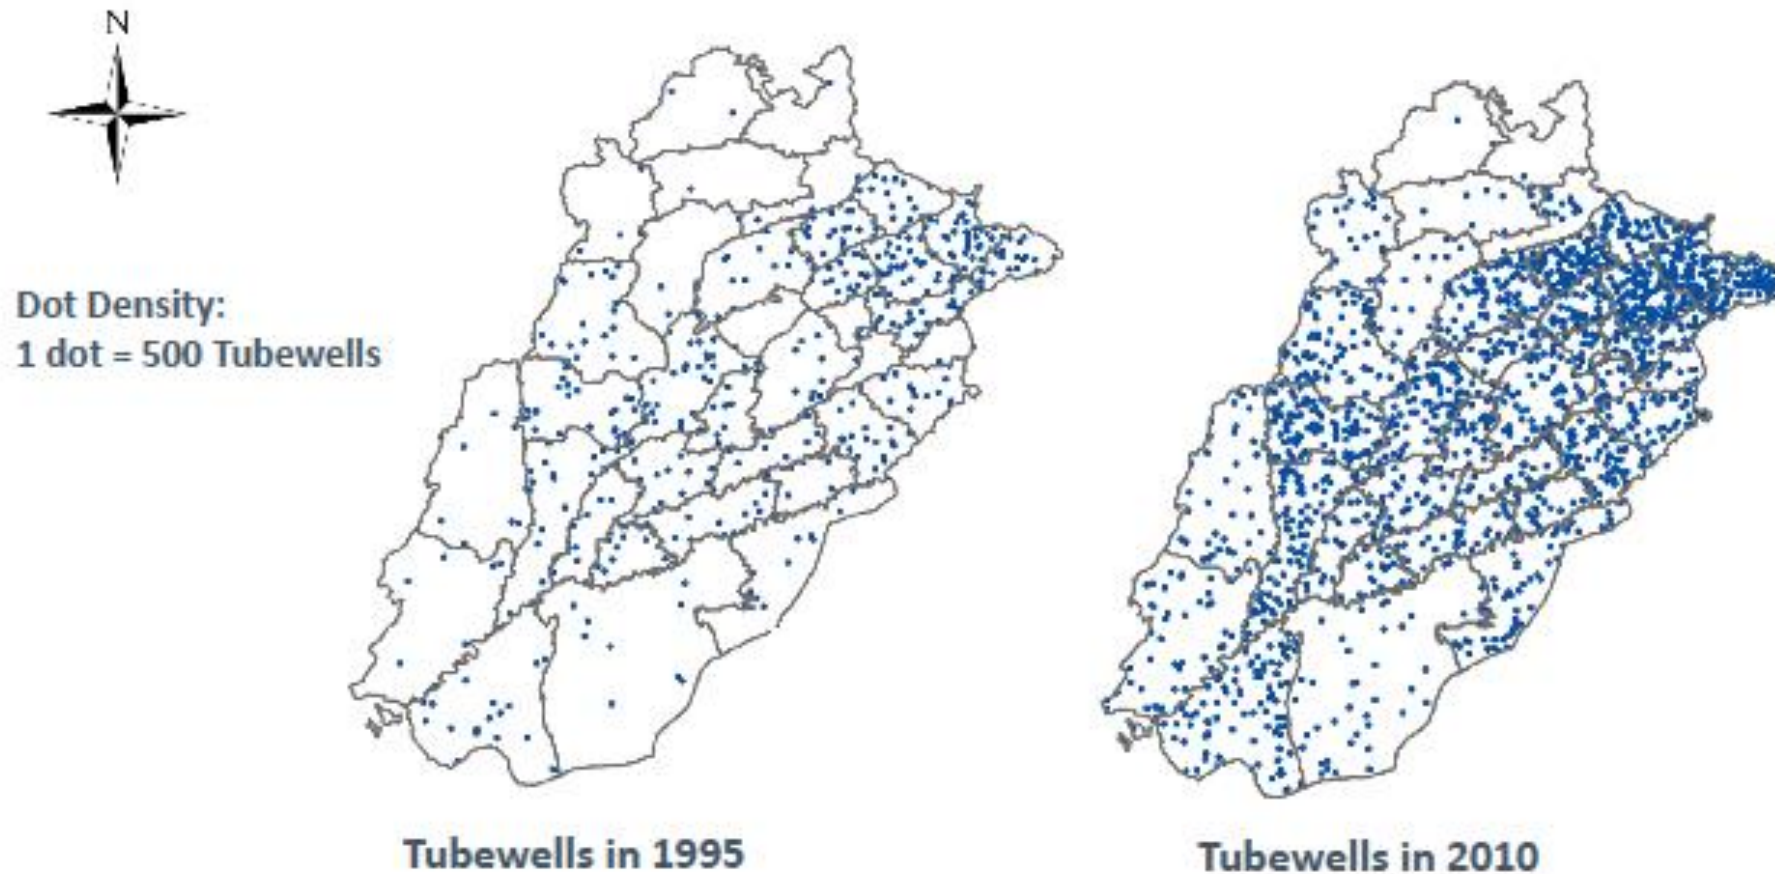 N
Dot Density:
1 dot = 500 Tubewells
Tubewells in 1995
Tubewells in 2010